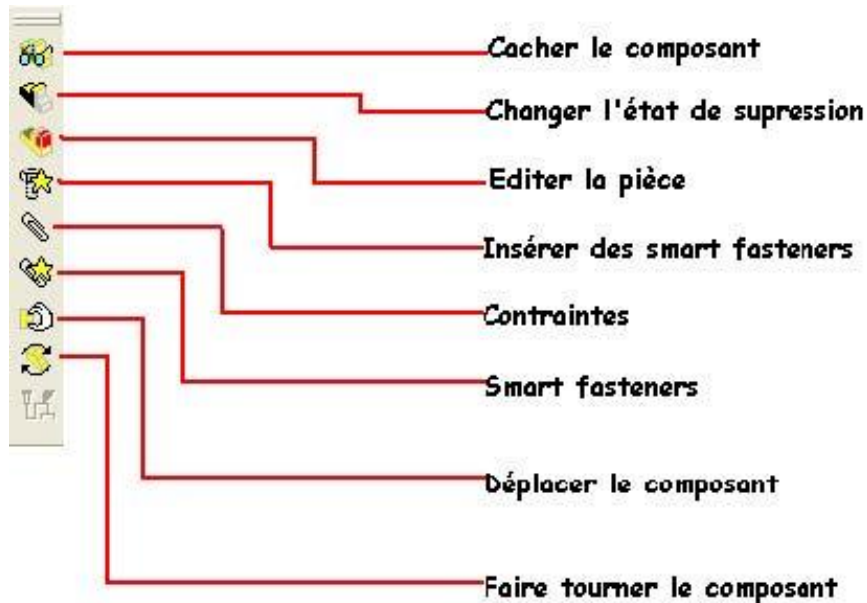 Cacher le composant
Changer l'état de supression
Editer la pièce
Insérer des smart fasteners
Contraintes
Smart fasteners
Déplacer le composant
Faire tourner le composant